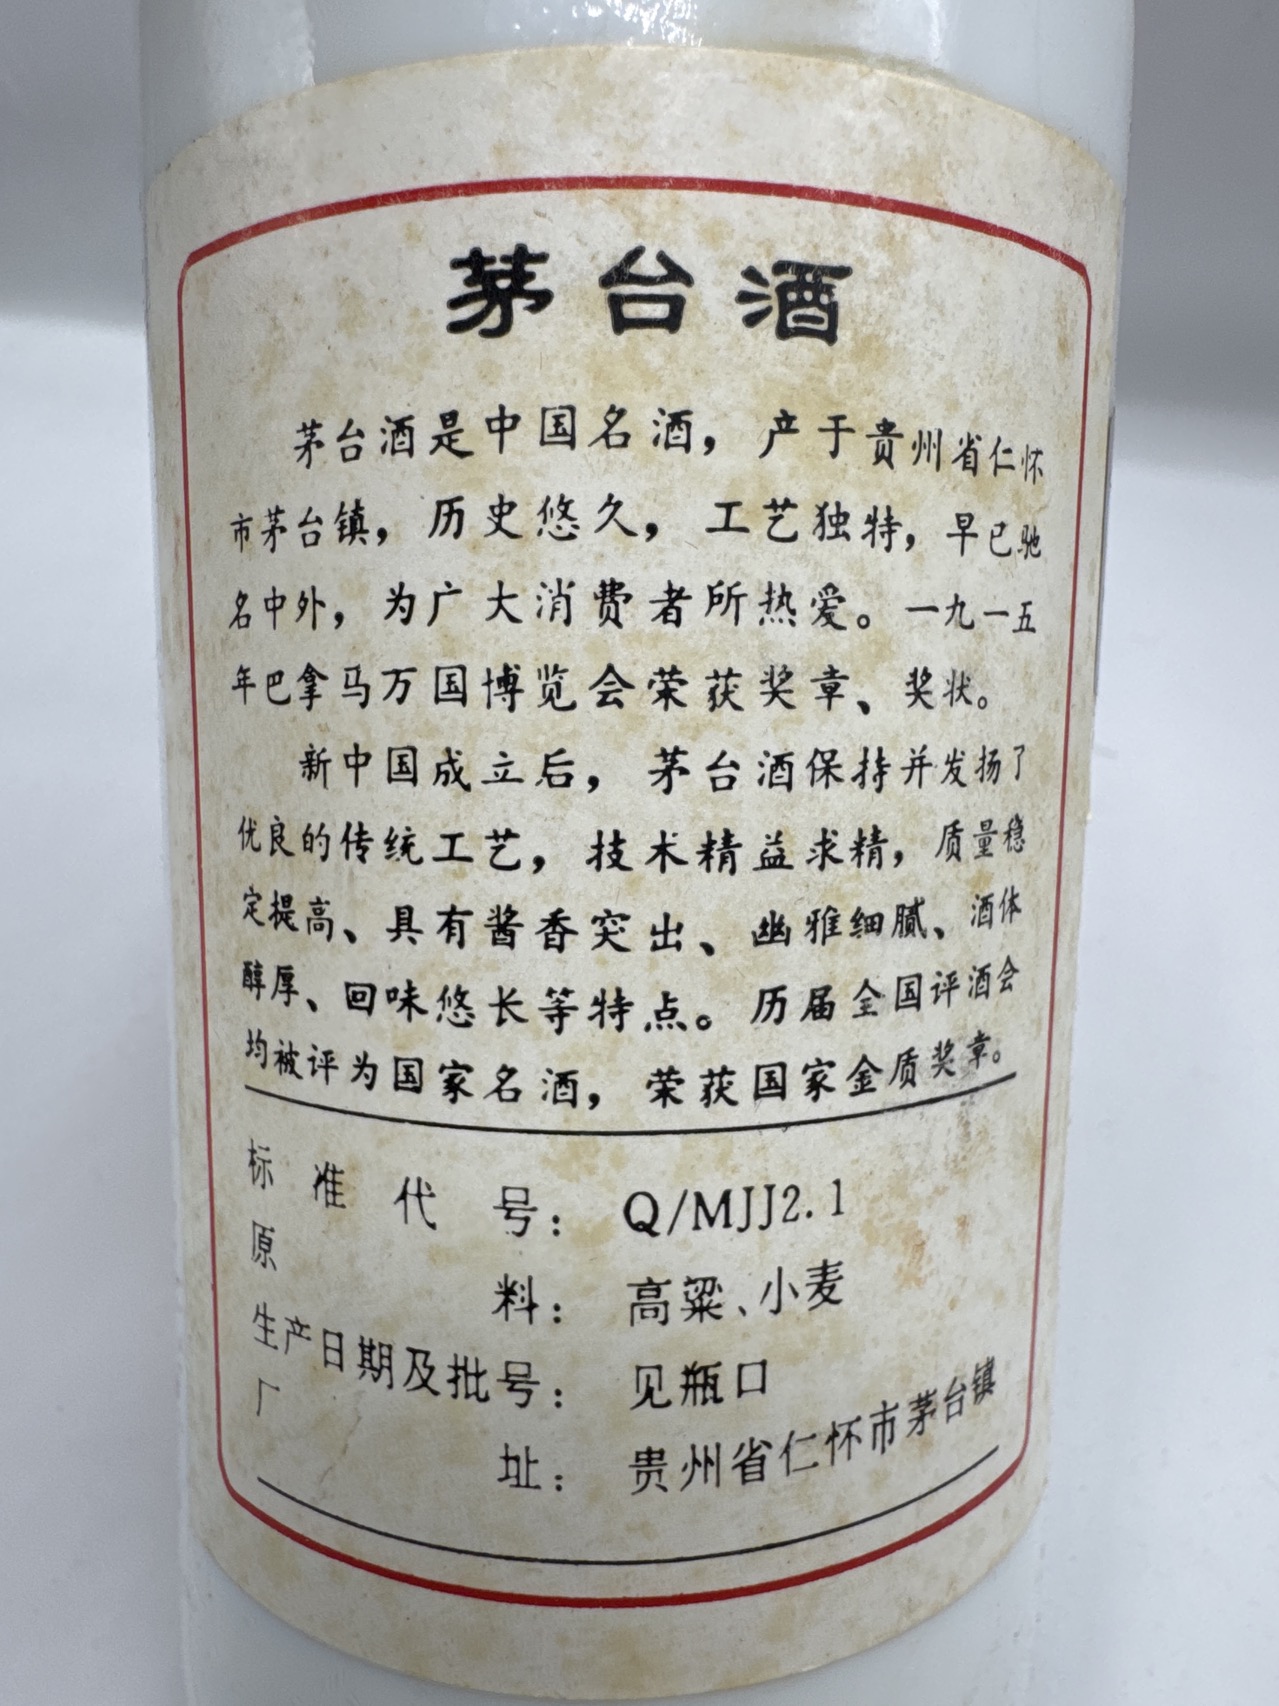 茅台酒
茅台酒是中国名酒，产于贵州省仁怀
市茅台镇，历史悠久，工艺独特，早已驰
名中外，为广大消费者所热爱。一九一五
年巴拿马万国博览会荣获奖章、奖状。
新中国成立后，茅台酒保持并发扬了
优良的传统工艺，技术精益求精，质量稳
定提高、具有酱香突出、幽雅细腻、酒体
醇厚、回味悠长等特点。历届全国评酒会
均被评为国家名酒，荣获国家金质奖章。
标准代号：Q/MJJ2.1
原料：高粱、小麦
生产日期及批号：见瓶口
厂址：贵州省仁怀市茅台镇